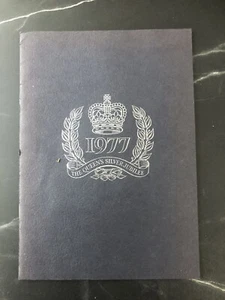 1977
THE QUEEN'S SILVER JUBILEE